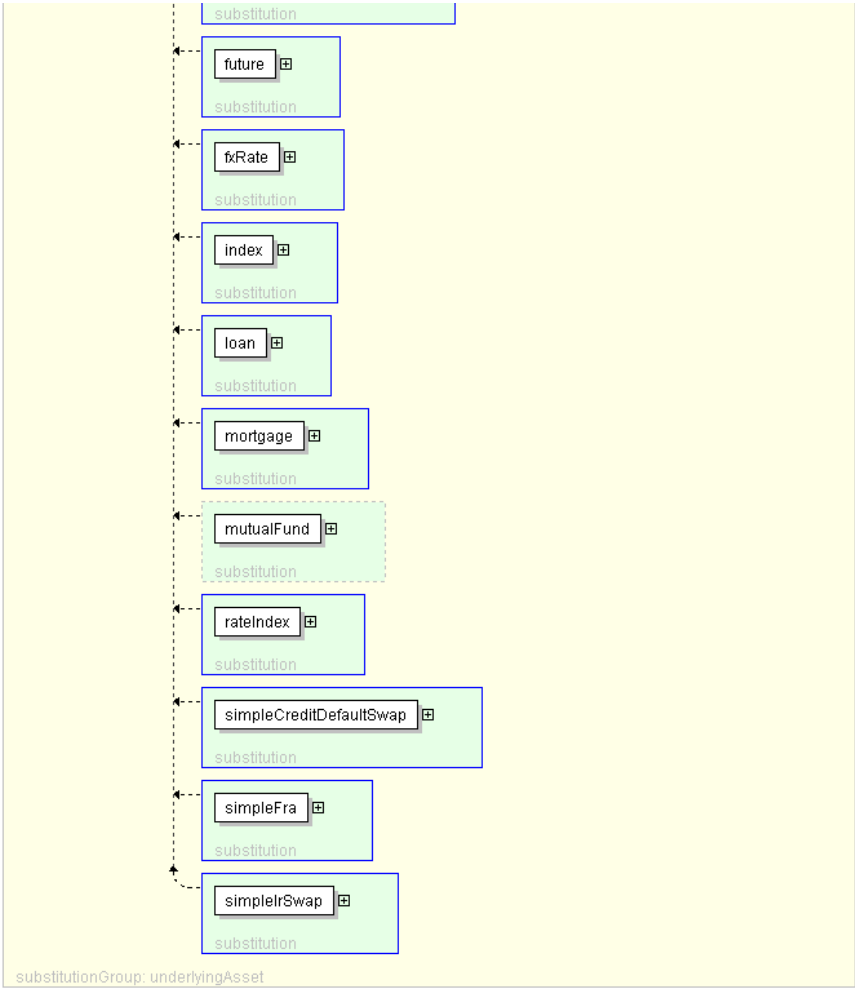 substitution
future
substitution
fxRate
substitution
index
substitution
loan
substitution
mortgage
substitution
mutualFund
substitution
rateIndex
substitution
simpleCreditDefaultSwap
substitution
simpleFra
substitution
simpleIrSwap
substitution
substitutionGroup: underlyingAsset